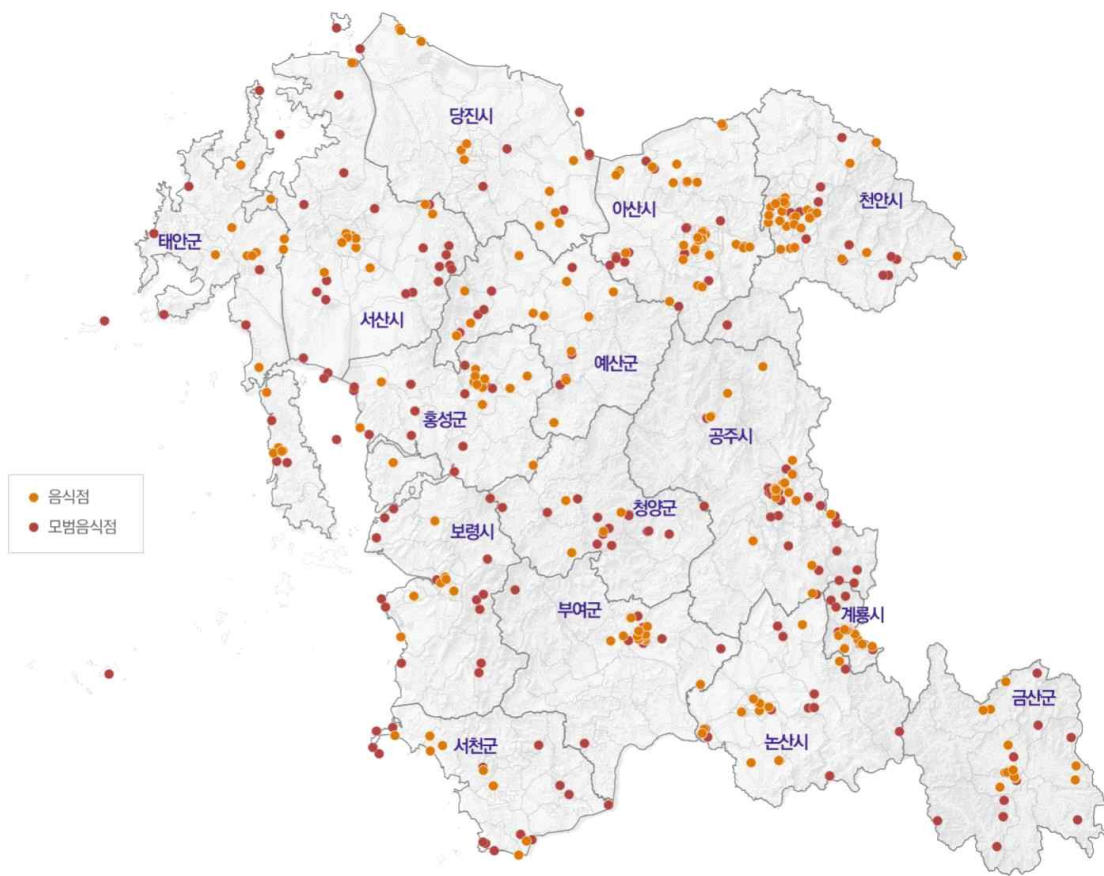 당진시
아산시
천안시
태안군
서산시
예산군
홍성군
공주시
음식점
모범음식점
청양군
보령시
부여군
계룡시
금산군
서천군
논산시